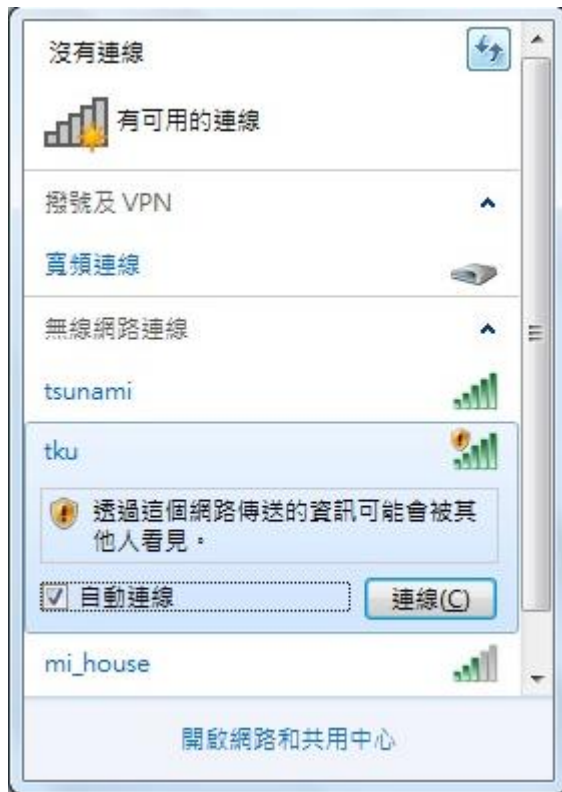 沒有連線
有可用的連線
撥號及 VPN
寬頻連線
無線網路連線
tsunami
tku
透過這個網路傳送的資訊可能會被其
他人看見。
自動連線 連線(C)
mi_house
開啟網路和共用中心